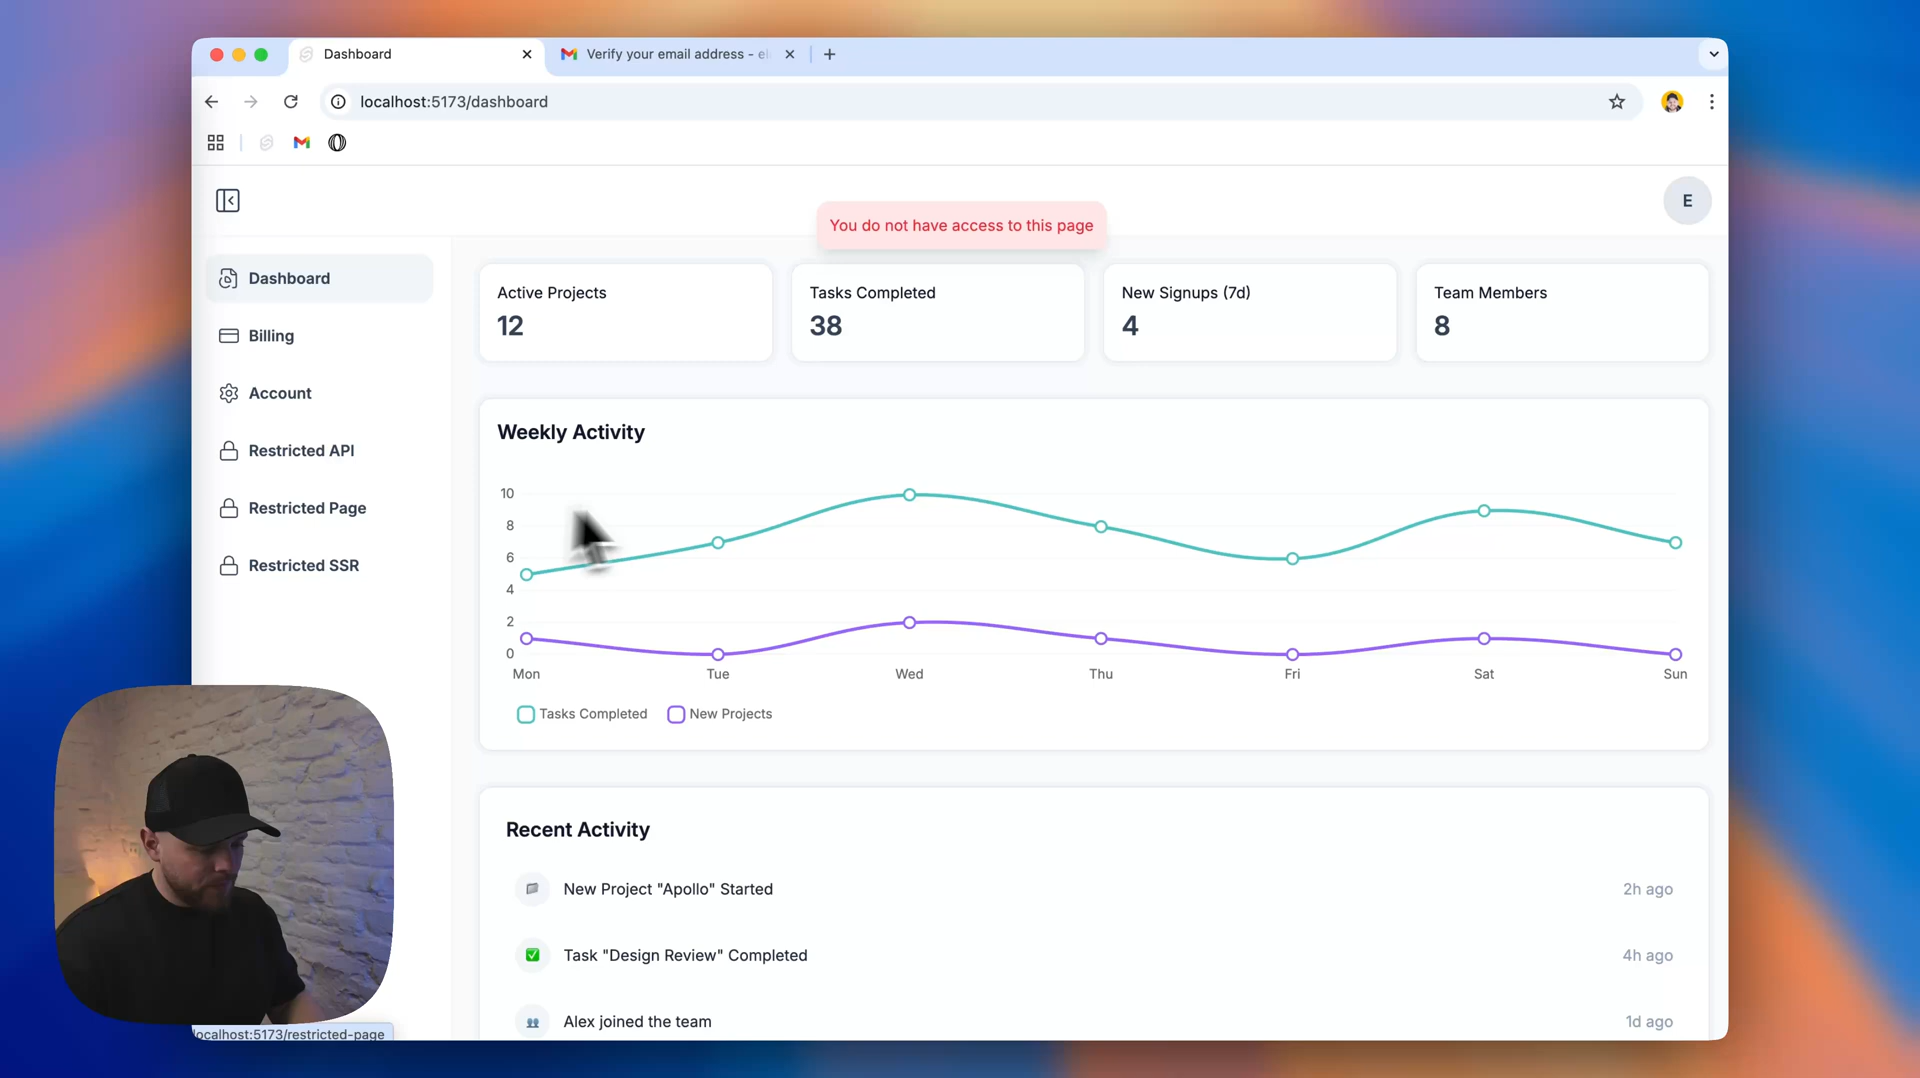 Dashboard
Verify your email address - el
localhost:5173/dashboard
E
You do not have access to this page
Dashboard
Billing
Account
Restricted API
Restricted Page
Restricted SSR
Active Projects
12
Tasks Completed
38
New Signups (7d)
4
Team Members
8
Weekly Activity
10
8
6
4
2
0
Mon Tue Wed Thu Fri Sat Sun
Tasks Completed New Projects
Recent Activity
New Project "Apollo" Started 2h ago
Task "Design Review" Completed 4h ago
Alex joined the team 1d ago
localhost:5173/restricted-page